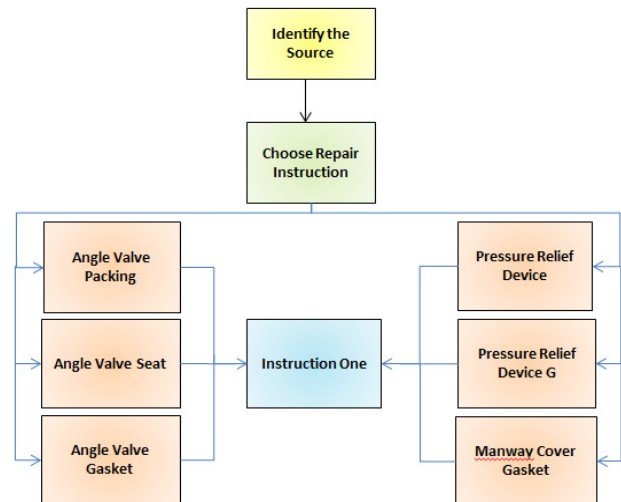 Identify the
Source
Choose Repair
Instruction
Angle Valve
Packing
Pressure Relief
Device
Angle Valve Seat
Instruction One
Pressure Relief
Device G
Angle Valve
Gasket
Manway Cover
Gasket